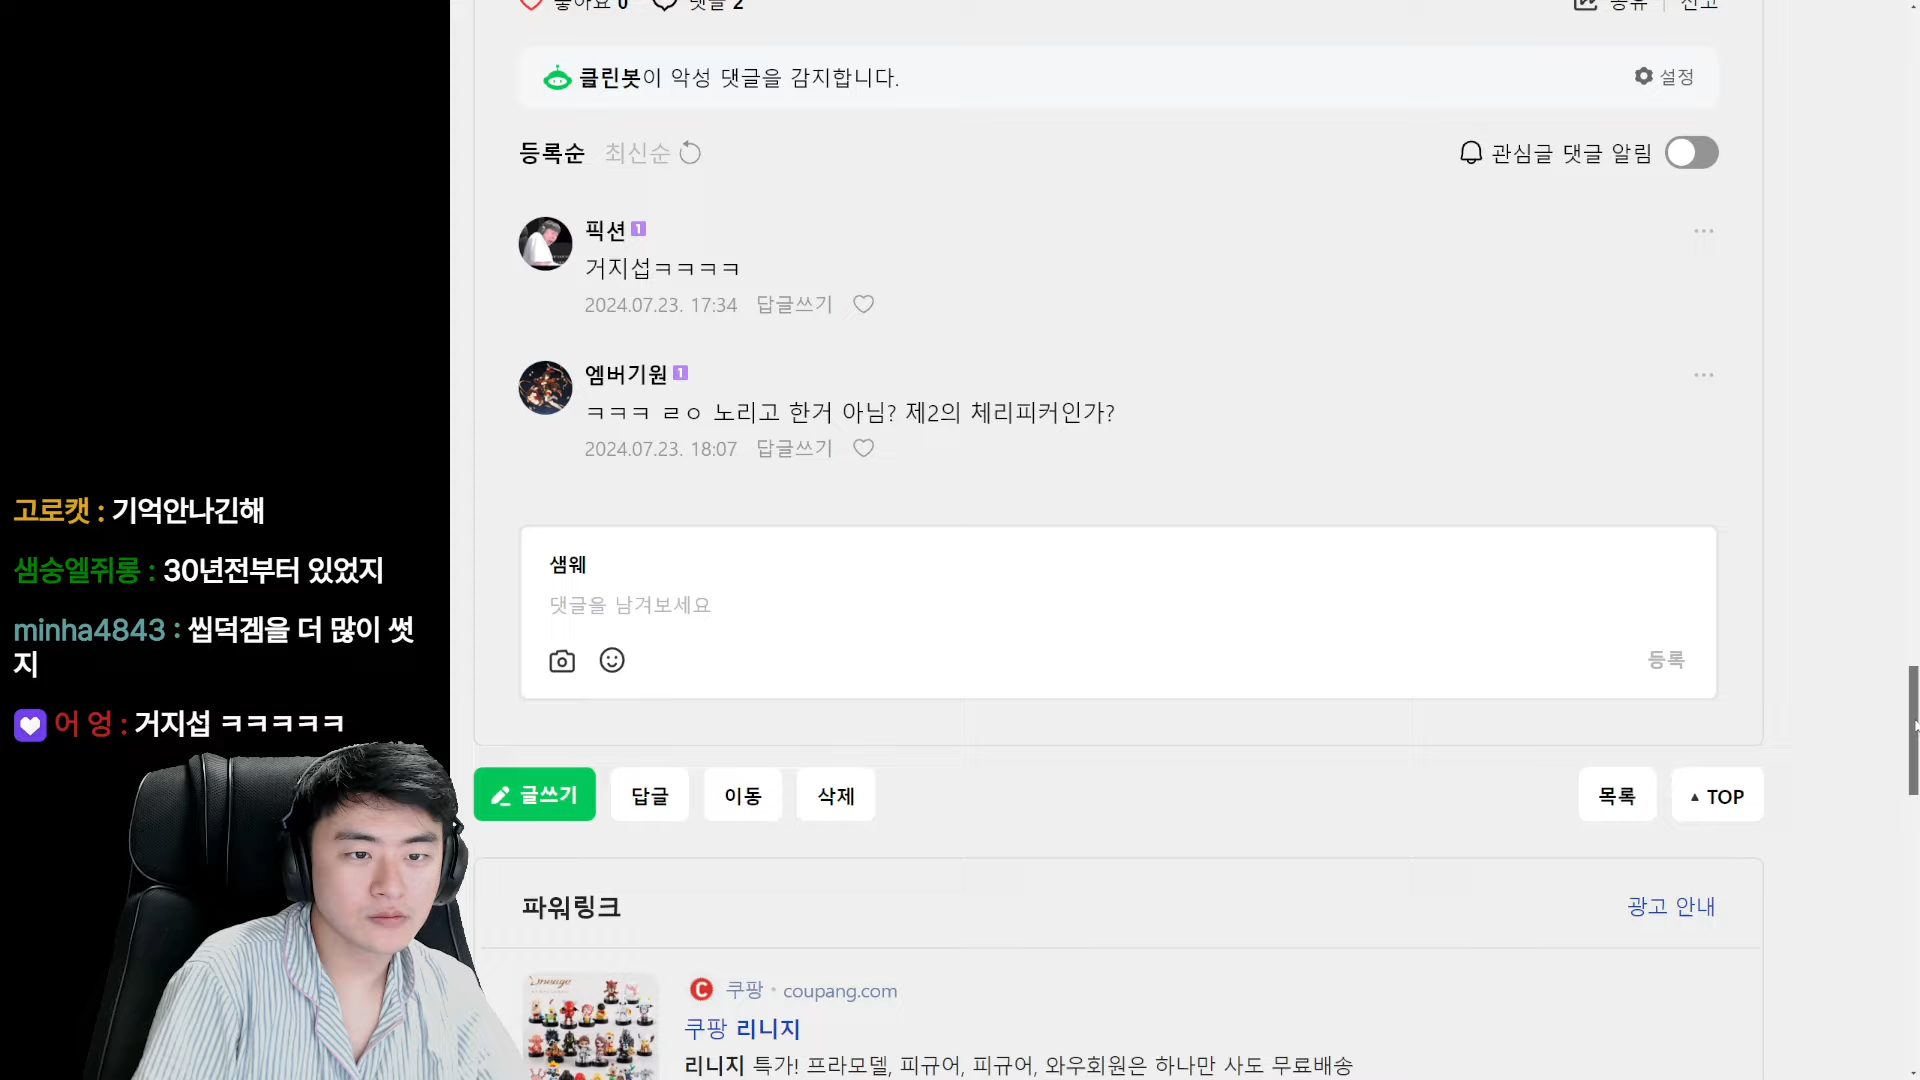 좋아요 0 댓글 2
공유 신고
클린봇이 악성 댓글을 감지합니다.
설정
등록순 최신순
관심글 댓글 알림
픽션 1
거지섭ㅋㅋㅋㅋ
2024.07.23. 17:34 답글쓰기
엠버기원 1
ㅋㅋㅋ ㄹㅇ 노리고 한거 아님? 제2의 체리피커인가?
2024.07.23. 18:07 답글쓰기
샘웨
댓글을 남겨보세요
등록
고로캣 : 기억안나긴해
샘숭엘쥐롱 : 30년전부터 있었지
minha4843 : 씹덕겜을 더 많이 썻
지
어 엉 : 거지섭 ㅋㅋㅋㅋㅋ
글쓰기 답글 이동 삭제
목록 TOP
파워링크
광고 안내
Lineage
쿠팡 · coupang.com
쿠팡 리니지
리니지 특가! 프라모델, 피규어, 피규어, 와우회원은 하나만 사도 무료배송